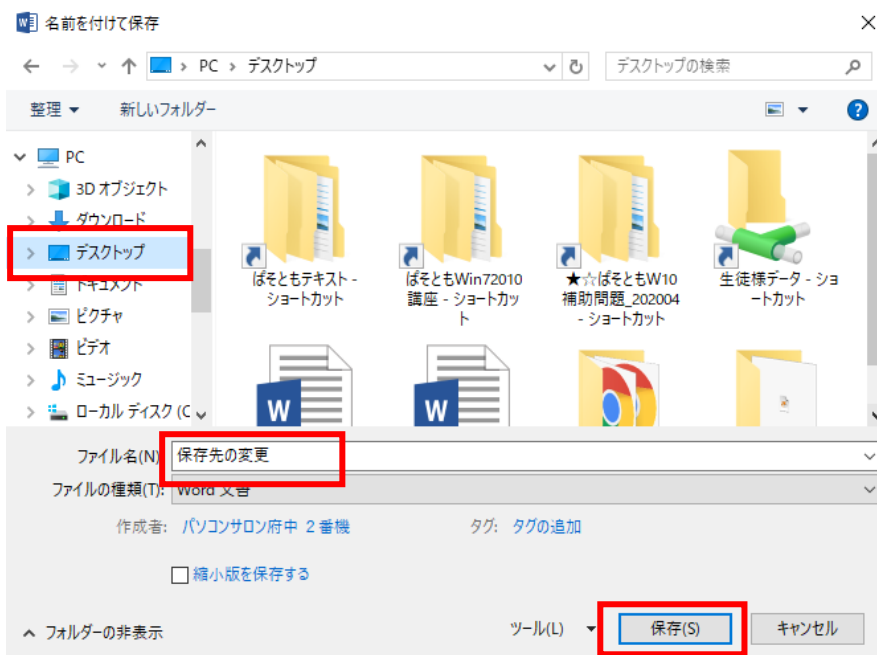 名前を付けて保存
PC › デスクトップ
デスクトップの検索
整理
新しいフォルダー
PC
3D オブジェクト
ダウンロード
デスクトップ
ドキュメント
ピクチャ
ビデオ
ミュージック
ローカル ディスク (C
ぱそともテキスト -
ショートカット
ぱそともWin72010
講座 - ショートカッ
ト
★☆ぱそともW10
補助問題_202004
- ショートカット
生徒様データ - ショ
ートカット
ファイル名(N)
保存先の変更
ファイルの種類(T):
Word 文書
作成者:
パソコンサロン府中 2番機
タグ:
タグの追加
縮小版を保存する
フォルダーの非表示
ツール(L)
保存(S)
キャンセル